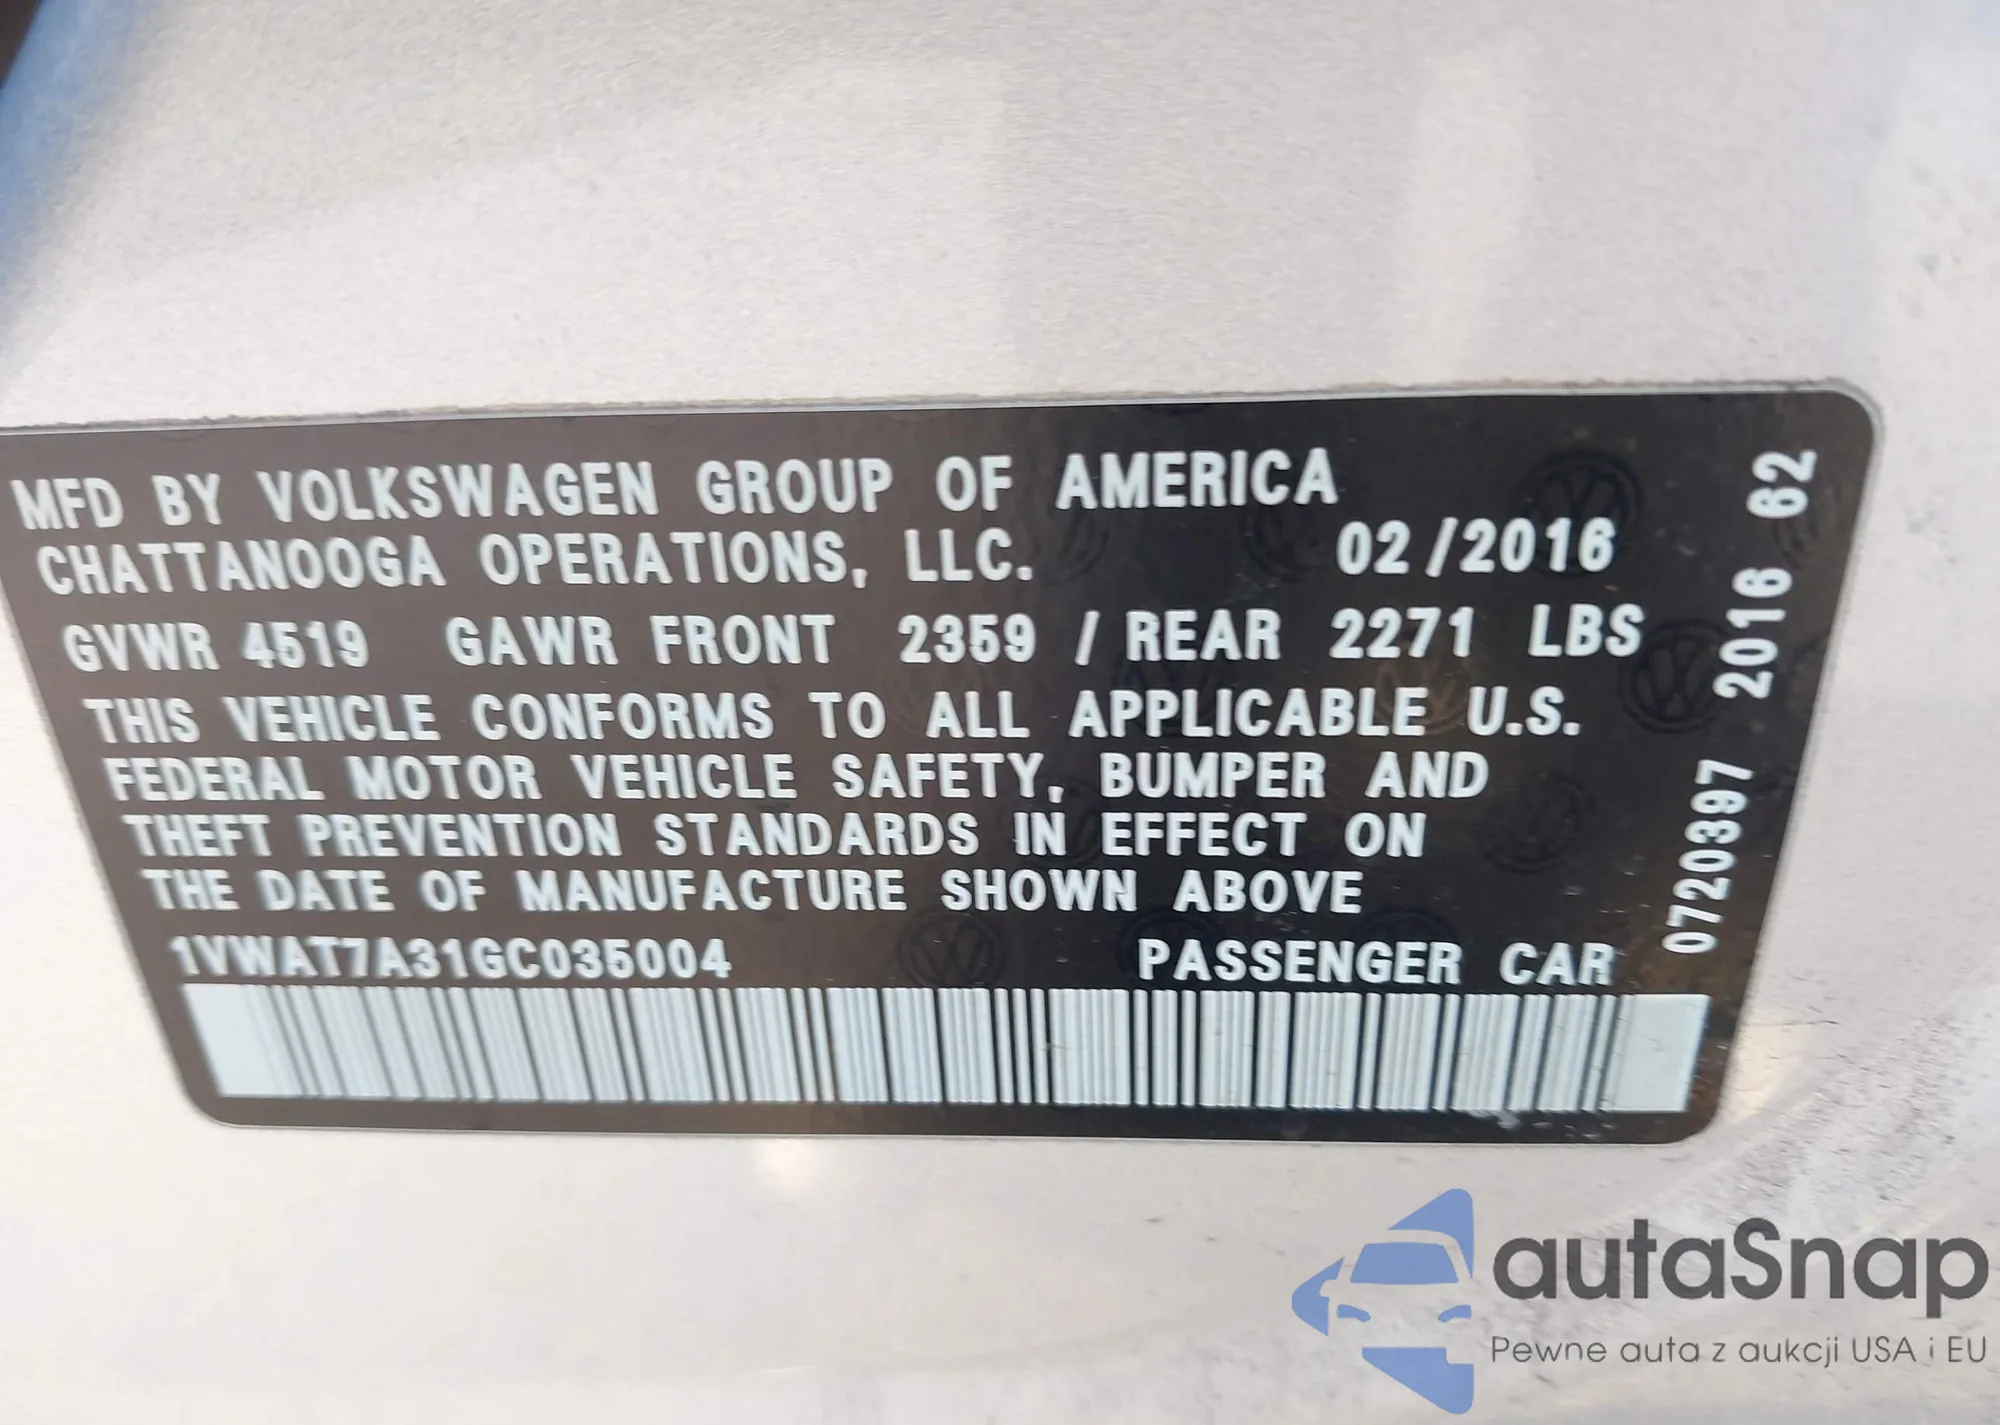 MFD BY VOLKSWAGEN GROUP OF AMERICA
CHATTANOOGA OPERATIONS, LLC. 02/2016
GVWR 4519 GAWR FRONT 2359 / REAR 2271 LBS
THIS VEHICLE CONFORMS TO ALL APPLICABLE U.S.
FEDERAL MOTOR VEHICLE SAFETY, BUMPER AND
THEFT PREVENTION STANDARDS IN EFFECT ON
THE DATE OF MANUFACTURE SHOWN ABOVE
1VWAT7A31GC035004 PASSENGER CAR
0720397 2016 62
autaSnap
Pewne auta z aukcji USA i EU